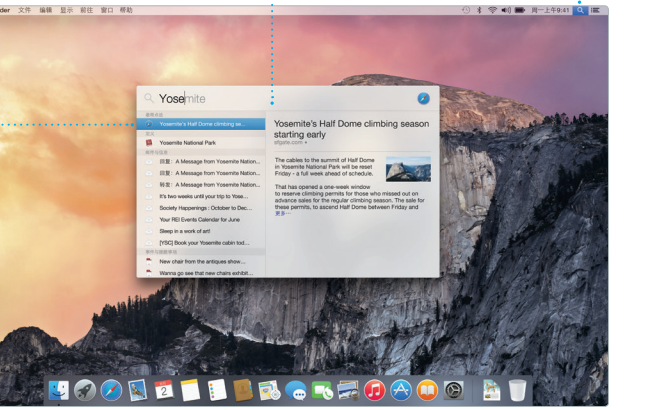 der 文件 编辑 显示 前往 窗口 帮助
周一上午9:41
Yosemite
Yosemite's Half Dome climbing se...
Yosemite National Park
回复：A Message from Yosemite Nation...
回复：A Message from Yosemite Nation...
转发：A Message from Yosemite Nation...
It's two weeks until your trip to Yose...
Society Happenings : October to Dec...
Your REI Events Calendar for June
Sleep in a work of art!
[YSC] Book your Yosemite cabin tod...
New chair from the antiques show...
Wanna go see that new chairs exhibit...
Yosemite's Half Dome climbing season
starting early
sfgate.com
The cables to the summit of Half Dome
in Yosemite National Park will be reset
Friday - a full week ahead of schedule.
That has opened a one-week window
to reserve climbing permits for those who missed out on
advance sales for the regular climbing season. The sale for
these permits, to ascend Half Dome between Friday and
更多…
2